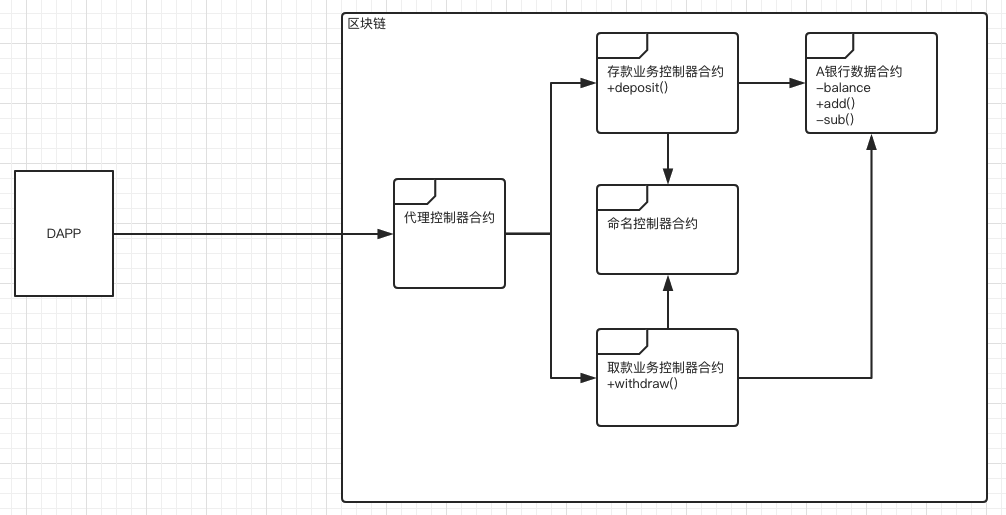 区块链
DAPP
代理控制器合约
存款业务控制器合约
+deposit()
A银行数据合约
-balance
+add()
-sub()
命名控制器合约
取款业务控制器合约
+withdraw()